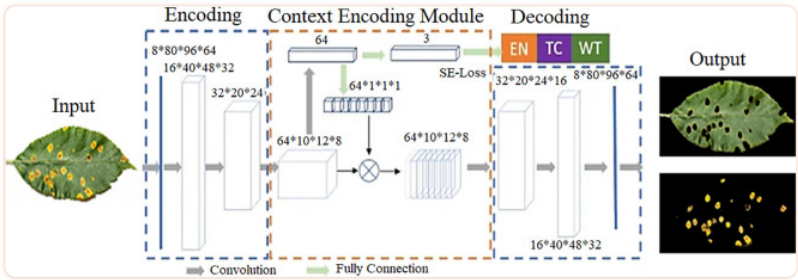 Encoding
Context Encoding Module
Decoding
Output
Input
8*80*96*64
16*40*48*32
32*20*24
64
3
EN TC WT
SE-Loss
64*1*1*1
64*10*12*8
64*10*12*8
32*20*24*16
8*80*96*64
16*40*48*32
Convolution
Fully Connection